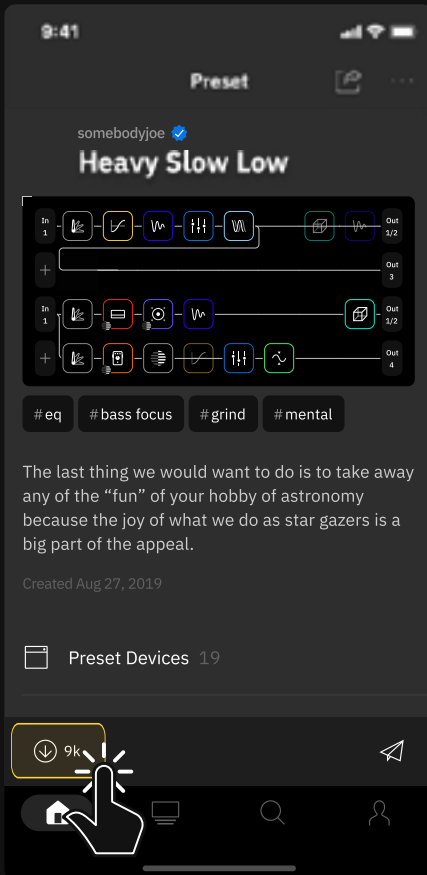 9:41
Preset
somebodyjoe
Heavy Slow Low
In 1
Out 1/2
+
Out 3
In 1
Out 1/2
+
Out 4
#eq #bass focus #grind #mental
The last thing we would want to do is to take away
any of the “fun” of your hobby of astronomy
because the joy of what we do as star gazers is a
big part of the appeal.
Created Aug 27, 2019
Preset Devices 19
9k